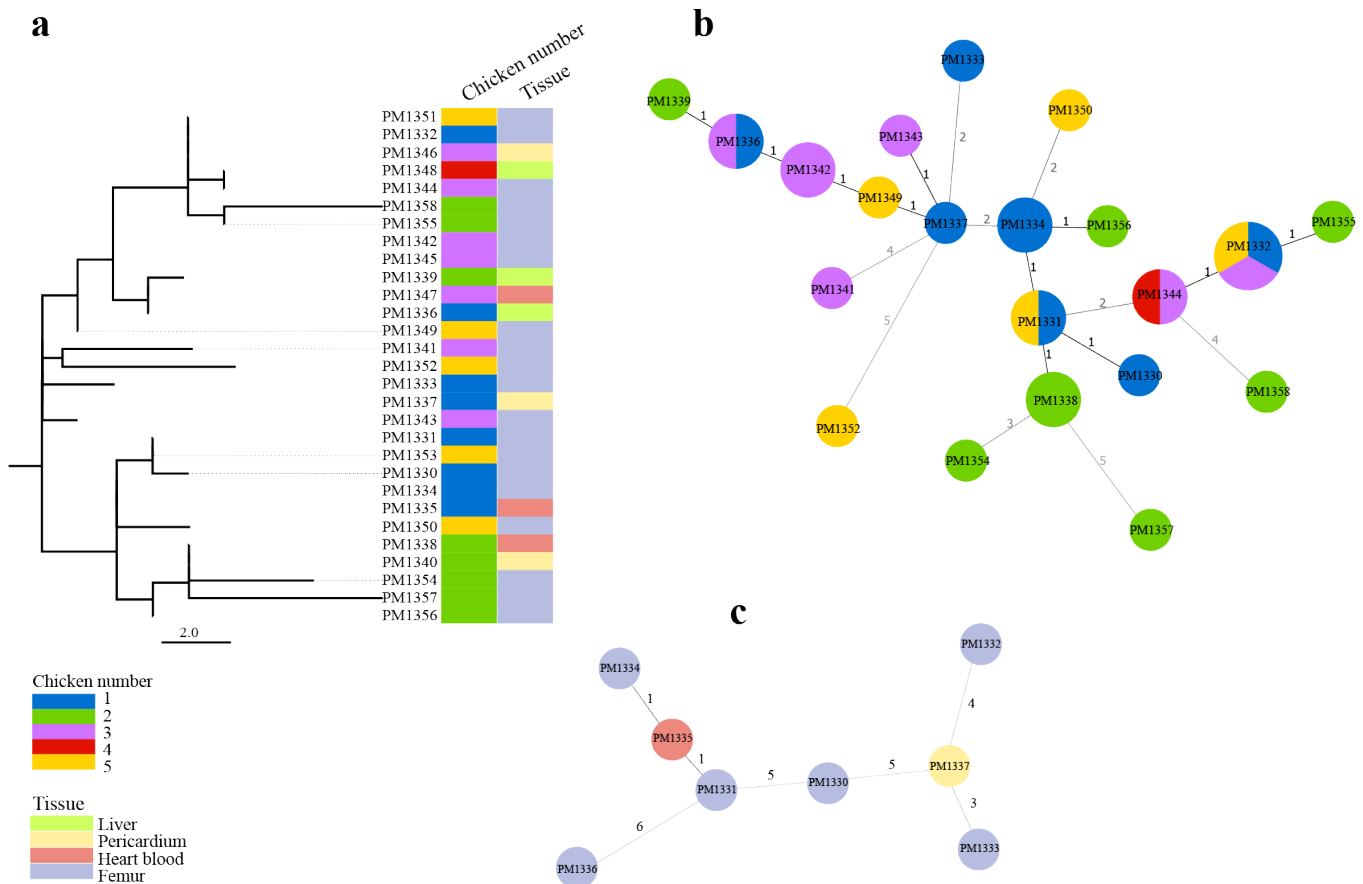 a
Chicken number
Tissue
PM1351
PM1332
PM1346
PM1348
PM1344
PM1358
PM1355
PM1342
PM1345
PM1339
PM1347
PM1336
PM1349
PM1341
PM1352
PM1333
PM1337
PM1343
PM1331
PM1353
PM1330
PM1334
PM1335
PM1350
PM1338
PM1340
PM1354
PM1357
PM1356
2.0
Chicken number
1
2
3
4
5
Tissue
Liver
Pericardium
Heart blood
Femur
b
PM1333
PM1339
1
PM1350
PM1336
PM1343
2
1
PM1342
2
1
1
PM1349
1
PM1337
2
PM1334
1
PM1356
PM1355
1
PM1332
4
1
1
PM1341
PM1344
2
PM1331
5
1
1
4
PM1330
PM1358
PM1338
PM1352
3
PM1354
5
PM1357
c
PM1332
PM1334
1
4
PM1335
1
PM1337
5
5
PM1331
PM1330
3
6
PM1333
PM1336